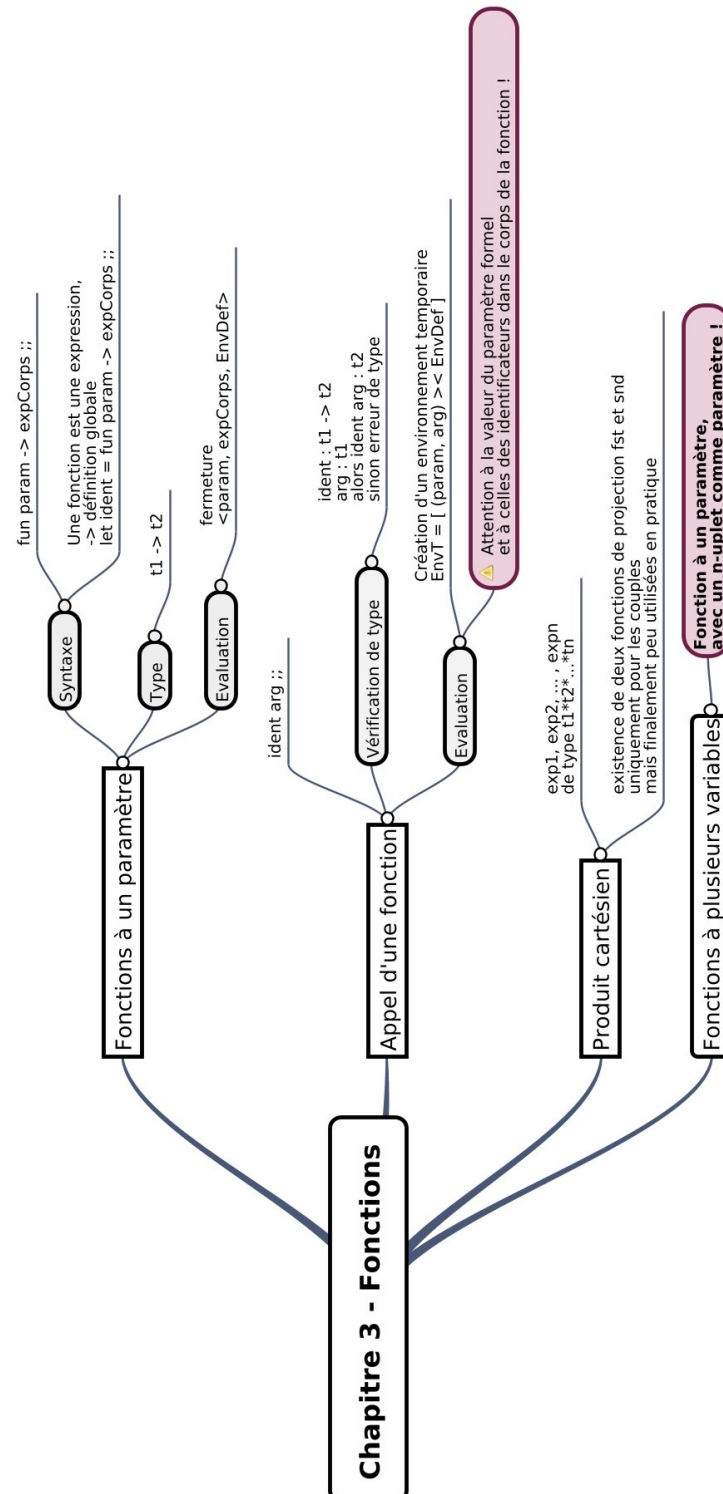 Chapitre 3 - Fonctions
Fonctions à un paramètre
Syntaxe
fun param -> expCorps ;;
Une fonction est une expression,
-> définition globale
let ident = fun param -> expCorps ;;
Type
t1 -> t2
Evaluation
fermeture
<param, expCorps, EnvDef>
Appel d'une fonction
ident arg ;;
Vérification de type
ident : t1 -> t2
arg : t1
alors ident arg : t2
sinon erreur de type
Evaluation
Création d'un environnement temporaire
EnvT = [ (param, arg) >< EnvDef ]
⚠ Attention à la valeur du paramètre formel
et à celles des identificateurs dans le corps de la fonction !
Produit cartésien
exp1, exp2, ... , expn
de type t1*t2*...*tn
existence de deux fonctions de projection fst et snd
uniquement pour les couples
mais finalement peu utilisées en pratique
Fonctions à plusieurs variables
Fonction à un paramètre,
avec un n-uplet comme paramètre !